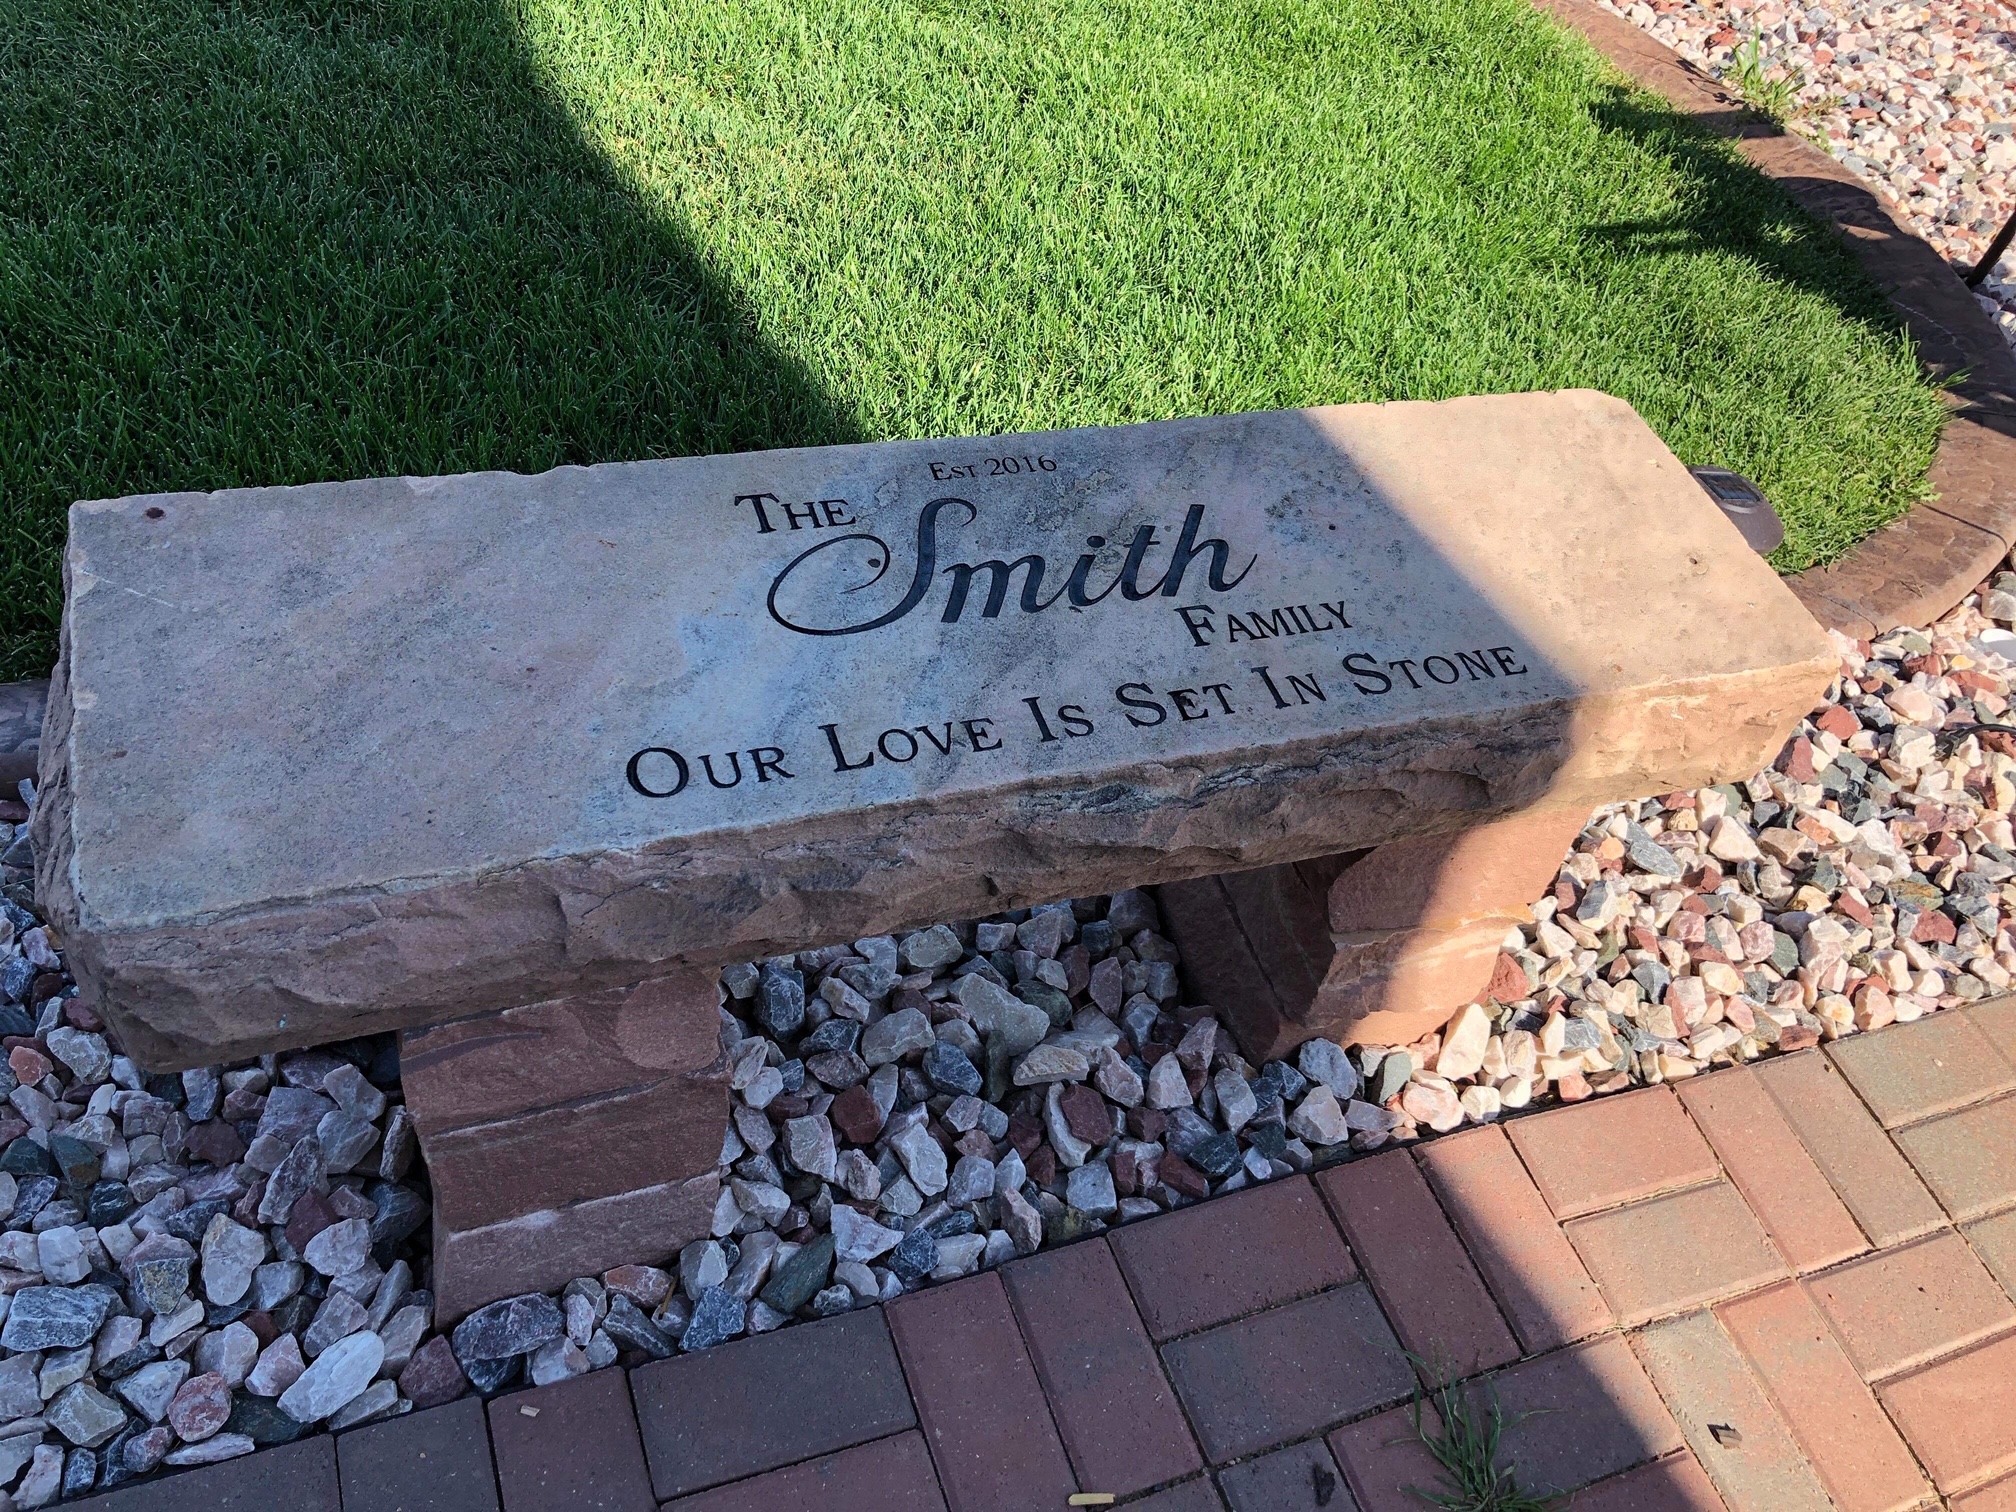 Est 2016
The
Smith
Family
Our Love Is Set In Stone